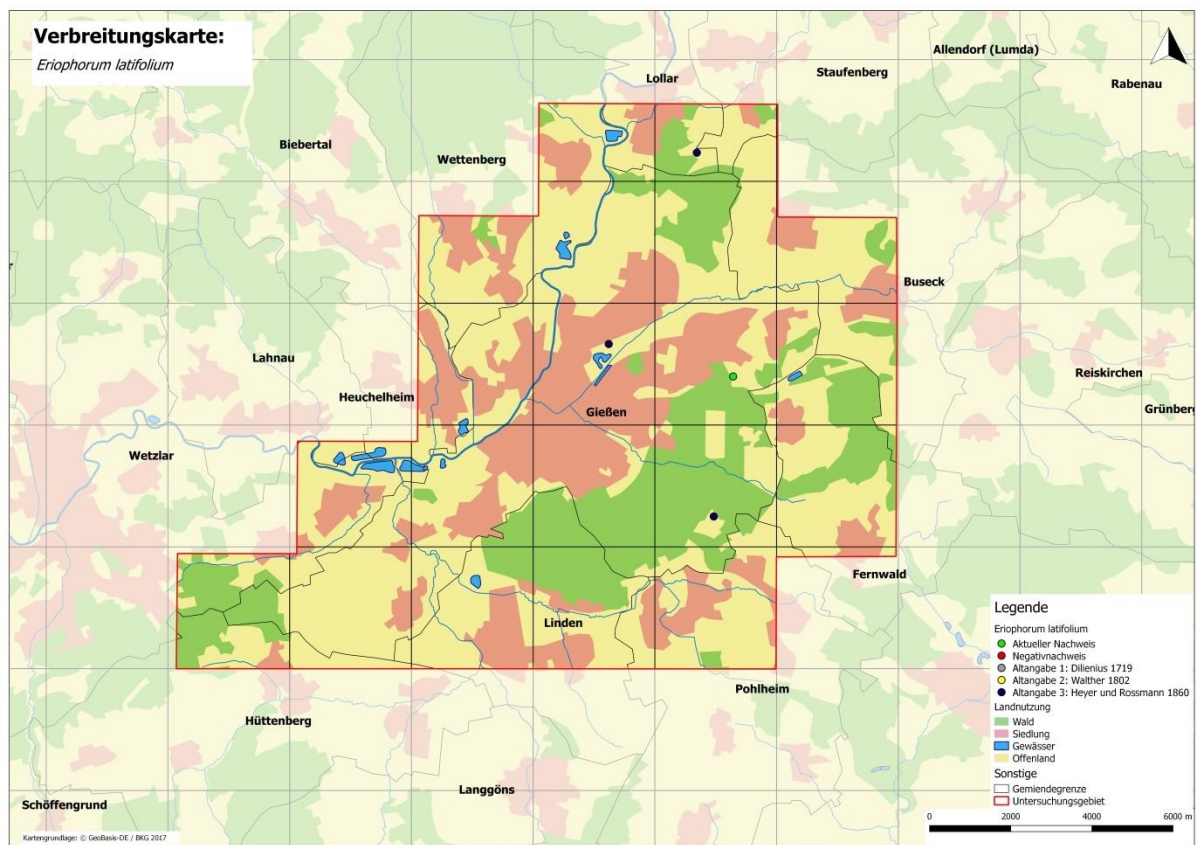 Verbreitungskarte:
Eriophorum latifolium
Allendorf (Lumda)
Staufenberg
Lollar
Rabenau
Biebertal
Wettenberg
Buseck
Lahnau
Heuchelheim
Reiskirchen
Grünberg
Gießen
Wetzlar
Fernwald
Linden
Pohlheim
Hüttenberg
Langgöns
Schöffengrund
Legende
Eriophorum latifolium
Aktueller Nachweis
Negativnachweis
Altangabe 1: Dillenius 1719
Altangabe 2: Walther 1802
Altangabe 3: Heyer und Rossmann 1860
Landnutzung
Wald
Siedlung
Gewässer
Offenland
Sonstige
Gemiendegrenze
Untersuchungsgebiet
0 2000 4000 6000 m
Kartengrundlage: © GeoBasis-DE / BKG 2017